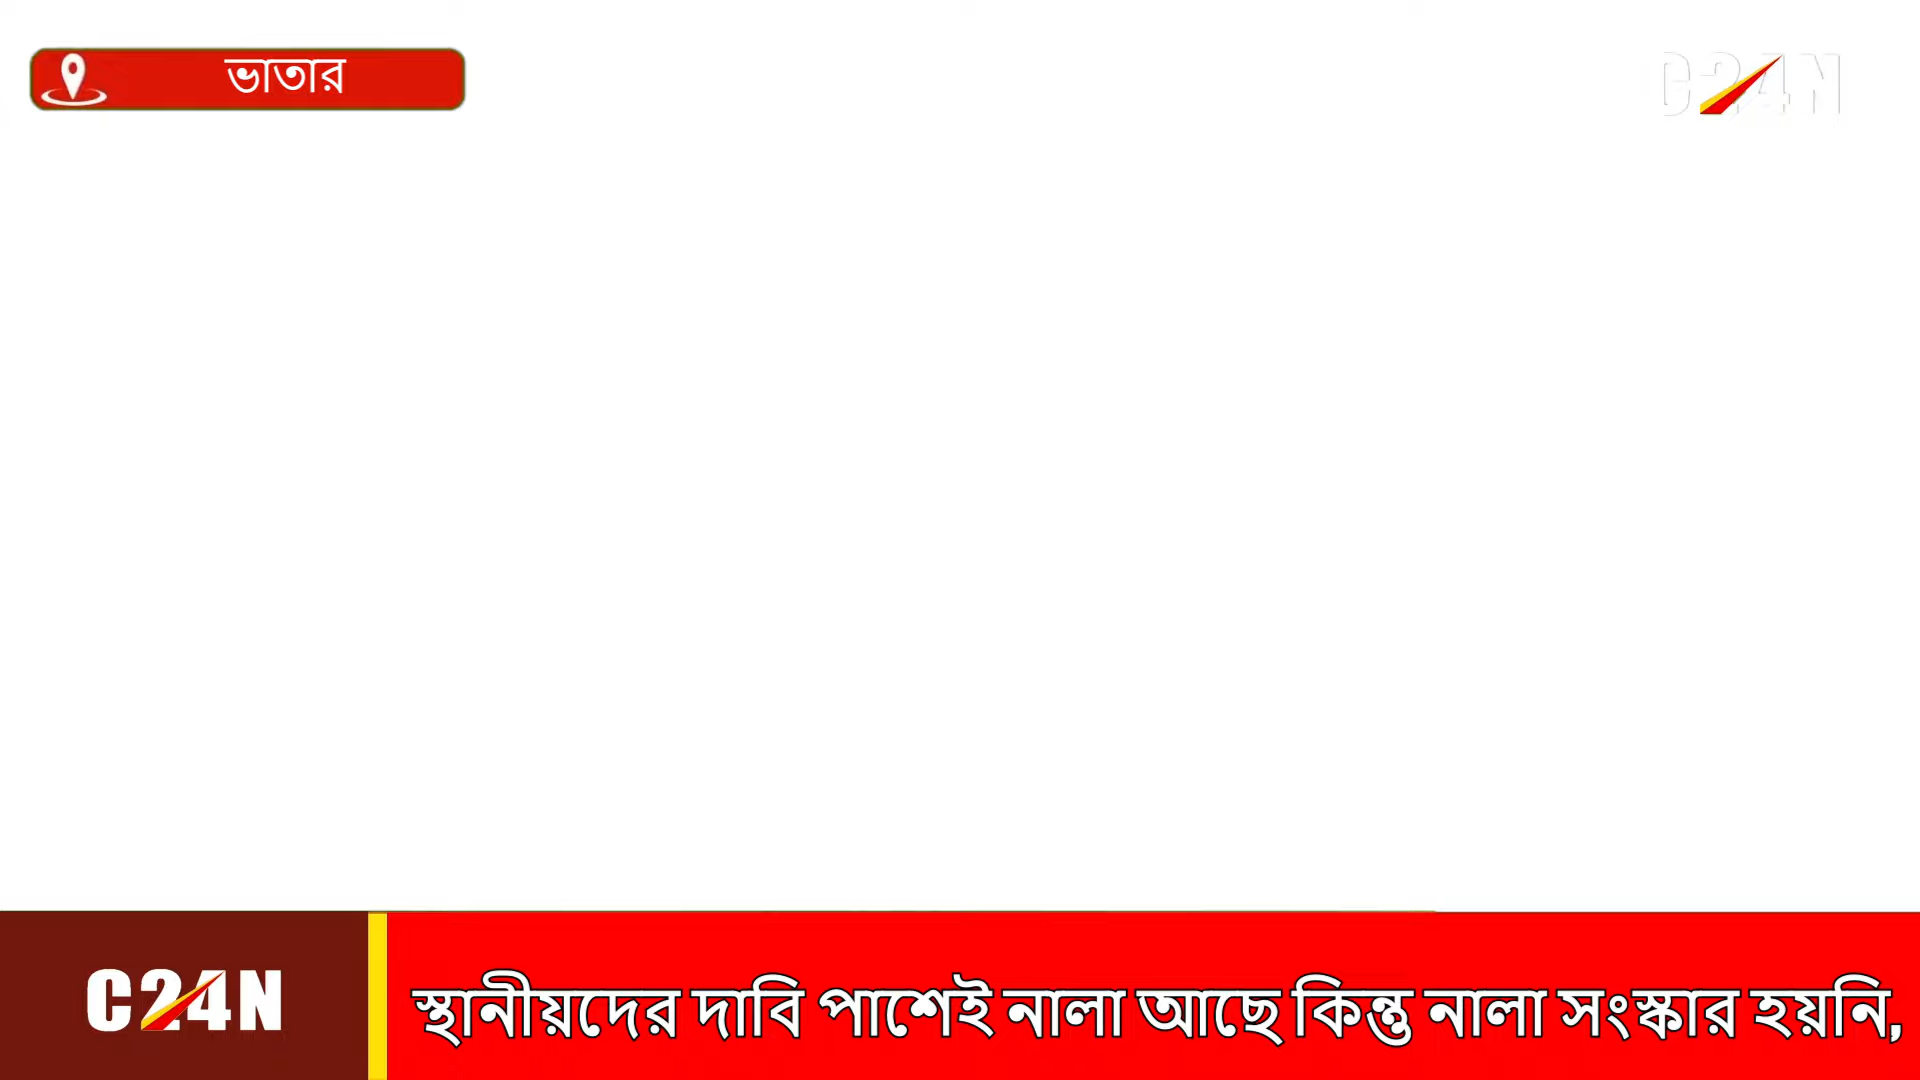 ভাতার
C24N
C24N
স্থানীয়দের দাবি পাশেই নালা আছে কিন্তু নালা সংস্কার হয়নি,